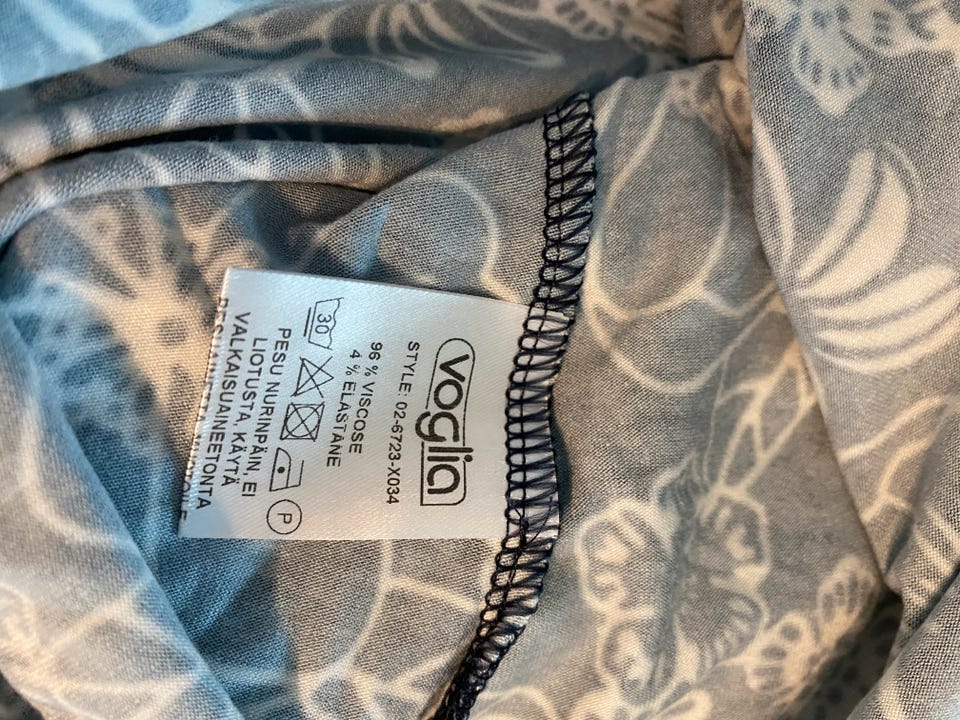 voglia
STYLE: 02-6723-X034
96 % VISCOSE
4 % ELASTANE
30
P
PESU NURINPÄIN, EI
LIOTUSTA, KÄYTÄ
VALKAISUAINEETONTA